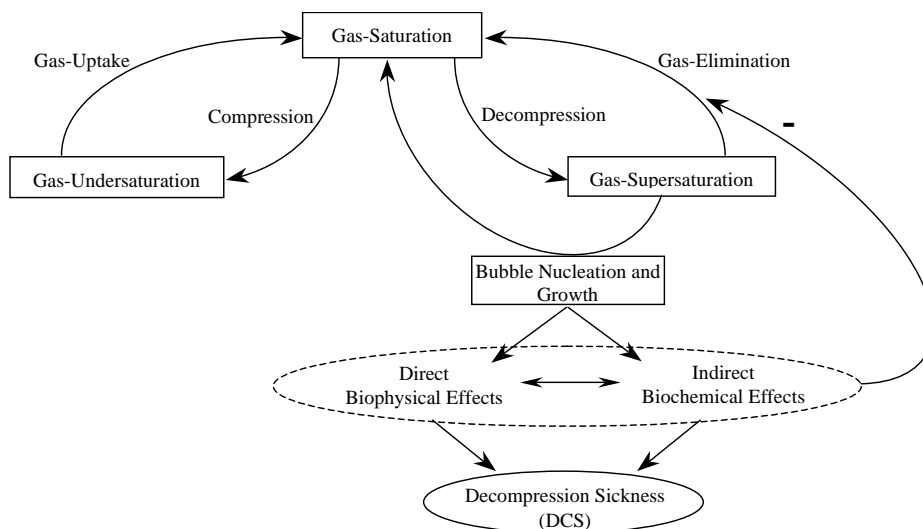 Gas-Saturation
Gas-Uptake
Gas-Elimination
Compression
Decompression
-
Gas-Undersaturation
Gas-Supersaturation
Bubble Nucleation and
Growth
Direct
Biophysical Effects
Indirect
Biochemical Effects
Decompression Sickness
(DCS)